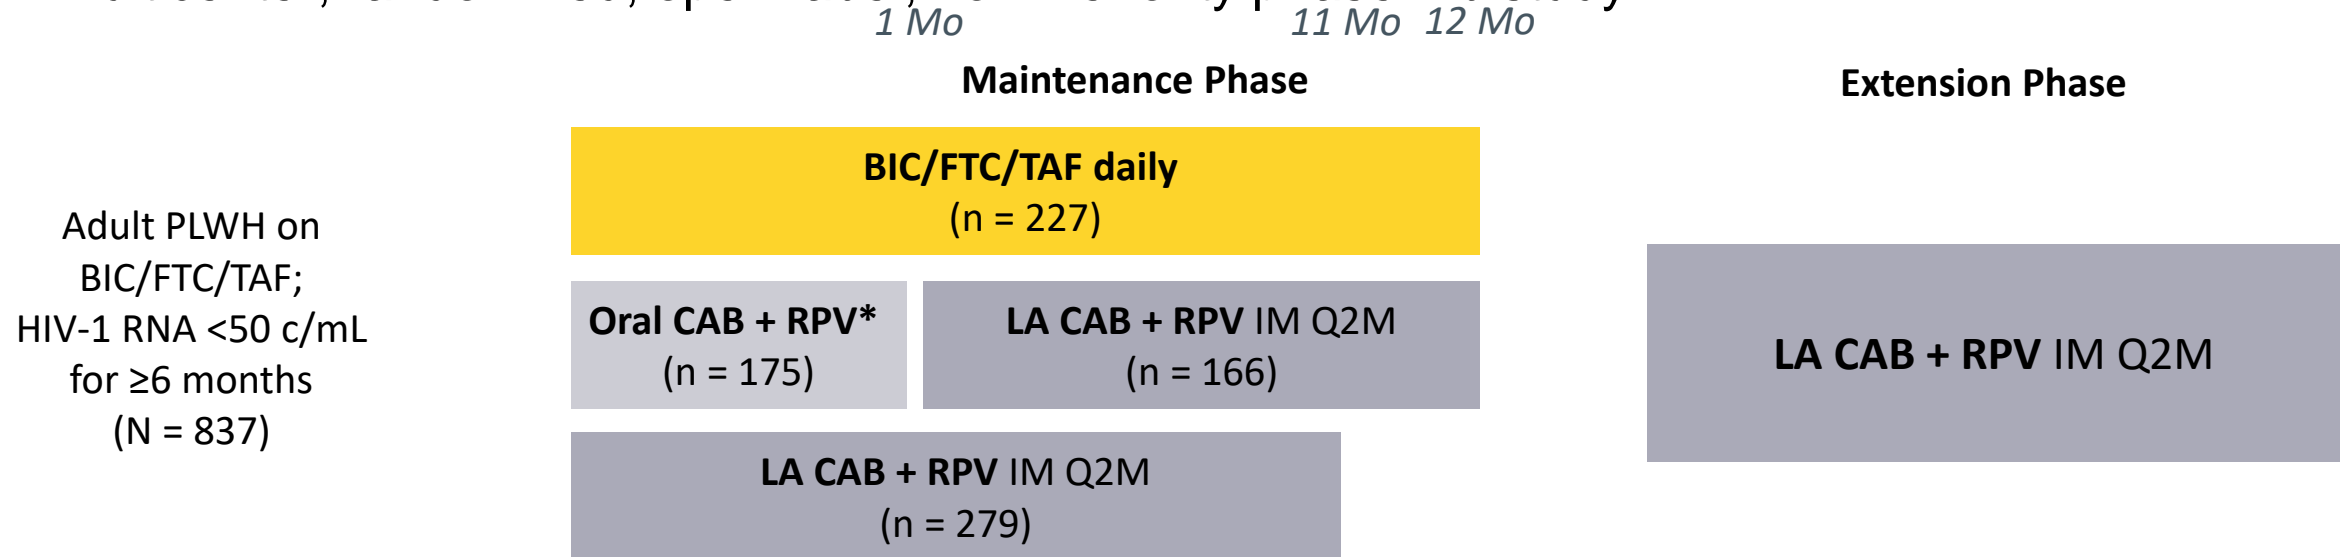 1 Mo 11 Mo 12 Mo
Maintenance Phase
Extension Phase
BIC/FTC/TAF daily
(n = 227)
Adult PLWH on
BIC/FTC/TAF;
HIV-1 RNA <50 c/mL
for ≥6 months
(N = 837)
Oral CAB + RPV*
(n = 175)
LA CAB + RPV IM Q2M
(n = 166)
LA CAB + RPV IM Q2M
(n = 279)
LA CAB + RPV IM Q2M